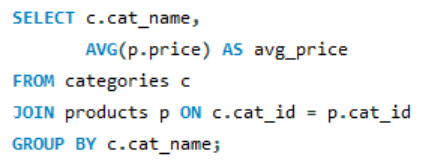 SELECT c.cat_name,
       AVG(p.price) AS avg_price
FROM categories c
JOIN products p ON c.cat_id = p.cat_id
GROUP BY c.cat_name;